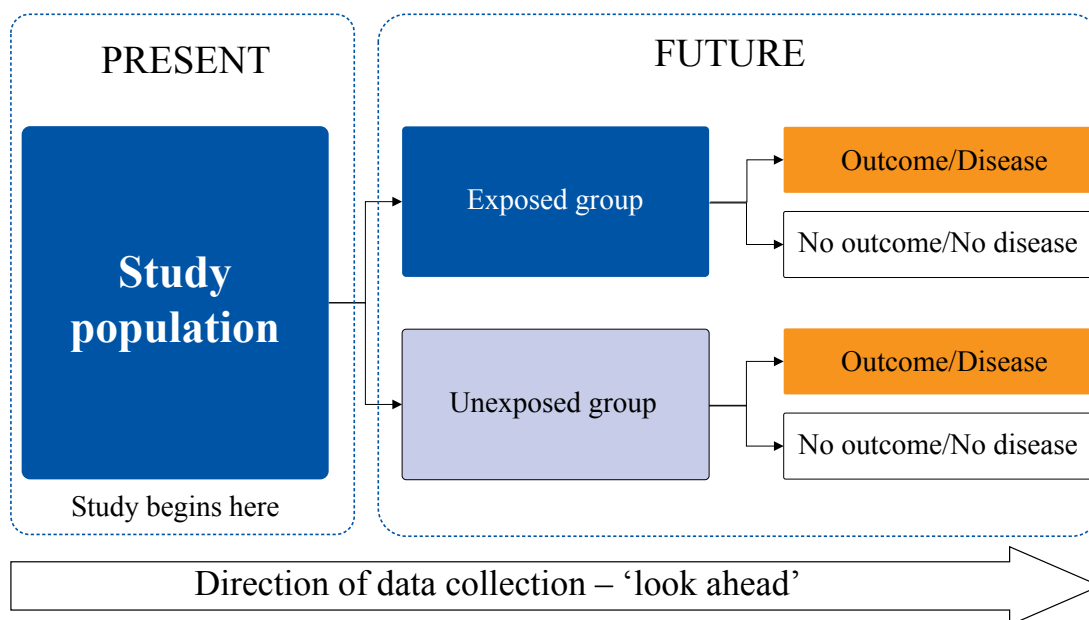 PRESENT
FUTURE
Study
population
Study begins here
Exposed group
Outcome/Disease
No outcome/No disease
Unexposed group
Outcome/Disease
No outcome/No disease
Direction of data collection – ‘look ahead’